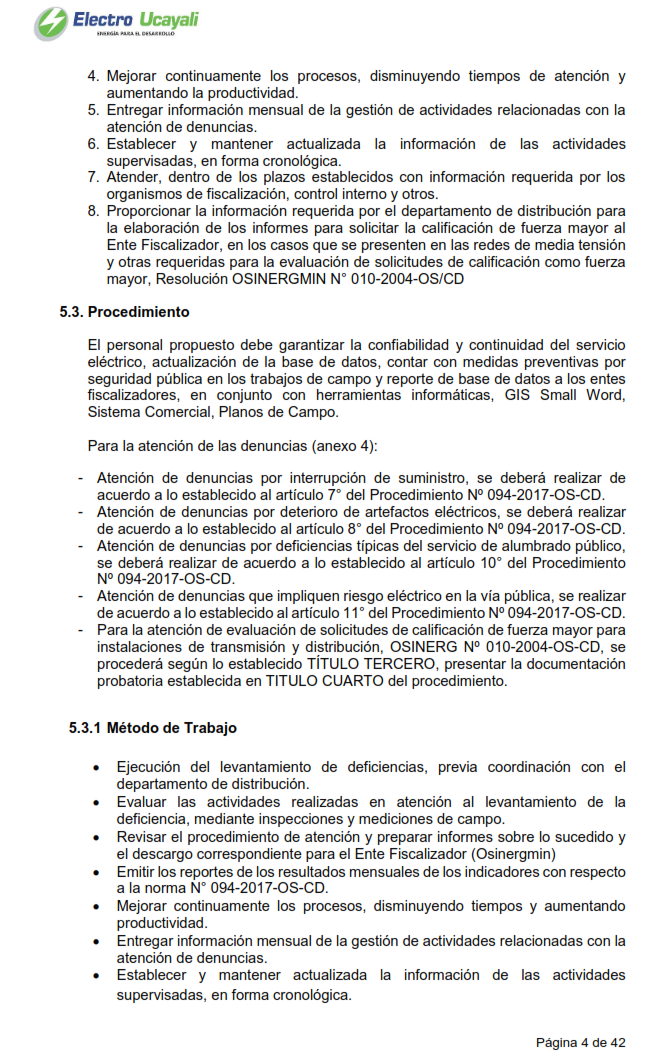 Electro Ucayali
ENERGÍA PARA EL DESARROLLO
4. Mejorar continuamente los procesos, disminuyendo tiempos de atención y
aumentando la productividad.
5. Entregar información mensual de la gestión de actividades relacionadas con la
atención de denuncias.
6. Establecer y mantener actualizada la información de las actividades
supervisadas, en forma cronológica.
7. Atender, dentro de los plazos establecidos con información requerida por los
organismos de fiscalización, control interno y otros.
8. Proporcionar la información requerida por el departamento de distribución para
la elaboración de los informes para solicitar la calificación de fuerza mayor al
Ente Fiscalizador, en los casos que se presenten en las redes de media tensión
y otras requeridas para la evaluación de solicitudes de calificación como fuerza
mayor, Resolución OSINERGMIN N° 010-2004-OS/CD
5.3. Procedimiento
El personal propuesto debe garantizar la confiabilidad y continuidad del servicio
eléctrico, actualización de la base de datos, contar con medidas preventivas por
seguridad pública en los trabajos de campo y reporte de base de datos a los entes
fiscalizadores, en conjunto con herramientas informáticas, GIS Small Word,
Sistema Comercial, Planos de Campo.
Para la atención de las denuncias (anexo 4):
- Atención de denuncias por interrupción de suministro, se deberá realizar de
acuerdo a lo establecido al artículo 7° del Procedimiento Nº 094-2017-OS-CD.
- Atención de denuncias por deterioro de artefactos eléctricos, se deberá realizar
de acuerdo a lo establecido al artículo 8° del Procedimiento Nº 094-2017-OS-CD.
- Atención de denuncias por deficiencias típicas del servicio de alumbrado público,
se deberá realizar de acuerdo a lo establecido al artículo 10° del Procedimiento
Nº 094-2017-OS-CD.
- Atención de denuncias que impliquen riesgo eléctrico en la vía pública, se realizar
de acuerdo a lo establecido al artículo 11° del Procedimiento Nº 094-2017-OS-CD.
- Para la atención de evaluación de solicitudes de calificación de fuerza mayor para
instalaciones de transmisión y distribución, OSINERG Nº 010-2004-OS-CD, se
procederá según lo establecido TÍTULO TERCERO, presentar la documentación
probatoria establecida en TITULO CUARTO del procedimiento.
5.3.1 Método de Trabajo
• Ejecución del levantamiento de deficiencias, previa coordinación con el
departamento de distribución.
• Evaluar las actividades realizadas en atención al levantamiento de la
deficiencia, mediante inspecciones y mediciones de campo.
• Revisar el procedimiento de atención y preparar informes sobre lo sucedido y
el descargo correspondiente para el Ente Fiscalizador (Osinergmin)
• Emitir los reportes de los resultados mensuales de los indicadores con respecto
a la norma N° 094-2017-OS-CD.
• Mejorar continuamente los procesos, disminuyendo tiempos y aumentando
productividad.
• Entregar información mensual de la gestión de actividades relacionadas con la
atención de denuncias.
• Establecer y mantener actualizada la información de las actividades
supervisadas, en forma cronológica.
Página 4 de 42